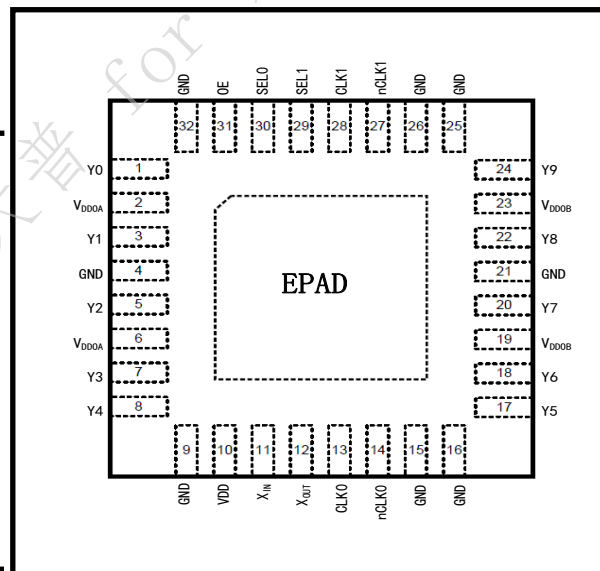 普 for
GND OE SEL0 SEL1 CLK1 nCLK1 GND GND
32 31 30 29 28 27 26 25
Y0 1 24 Y9
VDDOA 2 23 VDDOB
Y1 3 22 Y8
GND 4 21 GND
EPAD
Y2 5 20 Y7
VDDOA 6 19 VDDOB
Y3 7 18 Y6
Y4 8 17 Y5
9 10 11 12 13 14 15 16
GND VDD XIN XOUT CLK0 nCLK0 GND GND